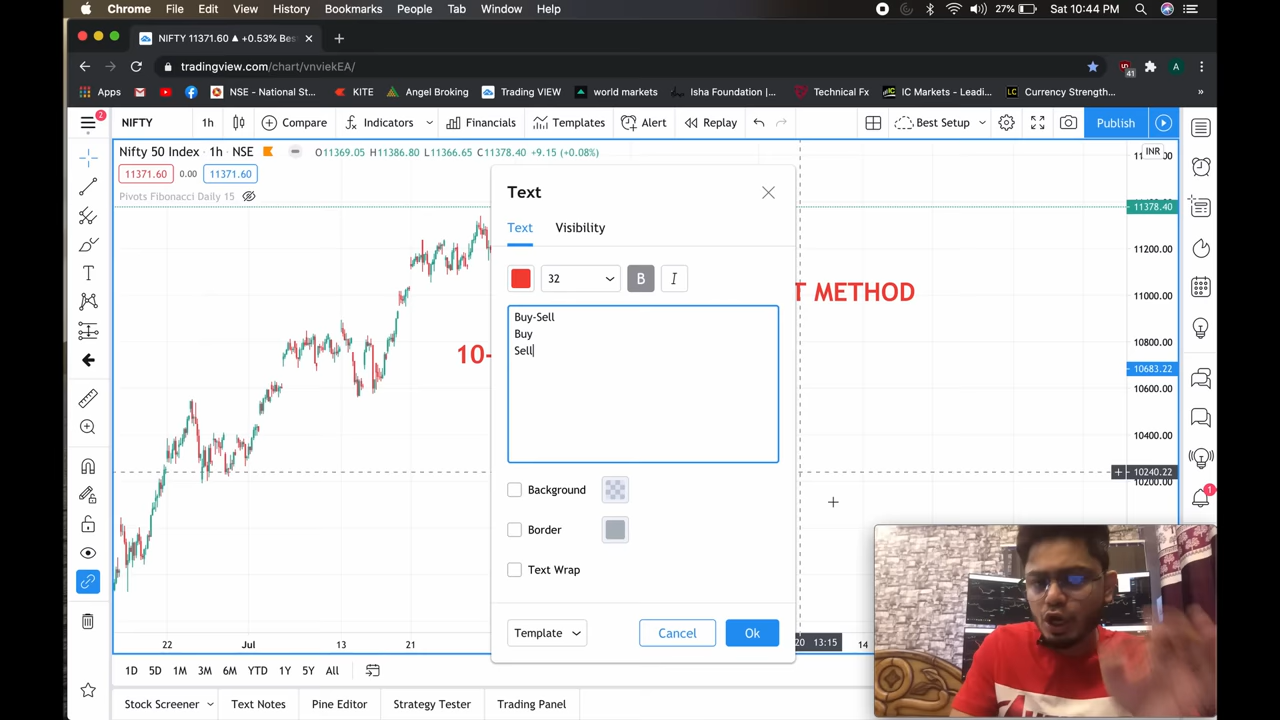 Chrome File Edit View History Bookmarks People Tab Window Help 27% Sat 10:44 PM
NIFTY 11371.60 ▲ +0.53% Bes
tradingview.com/chart/vnviekEA/ 41 A
Apps NSE - National St... KITE Angel Broking Trading VIEW world markets Isha Foundation |... Technical Fx IC Markets - Leadi... LC Currency Strength... »
2 NIFTY 1h Compare Indicators Financials Templates Alert Replay Best Setup Publish
Nifty 50 Index · 1h · NSE O11369.05 H11386.80 L11366.65 C11378.40 +9.15 (+0.08%) INR
11371.60 0.00 11371.60
Pivots Fibonacci Daily 15
11378.40
11200.00
11000.00
10800.00
10683.22
10600.00
10400.00
10240.22
10200.00
T METHOD
10-
Text
Text Visibility
32 B I
Buy-Sell
Buy
Sell
Background
Border
Text Wrap
Template Cancel Ok
22 Jul 13 21 20 13:15 14
1
1D 5D 1M 3M 6M YTD 1Y 5Y All
Stock Screener Text Notes Pine Editor Strategy Tester Trading Panel